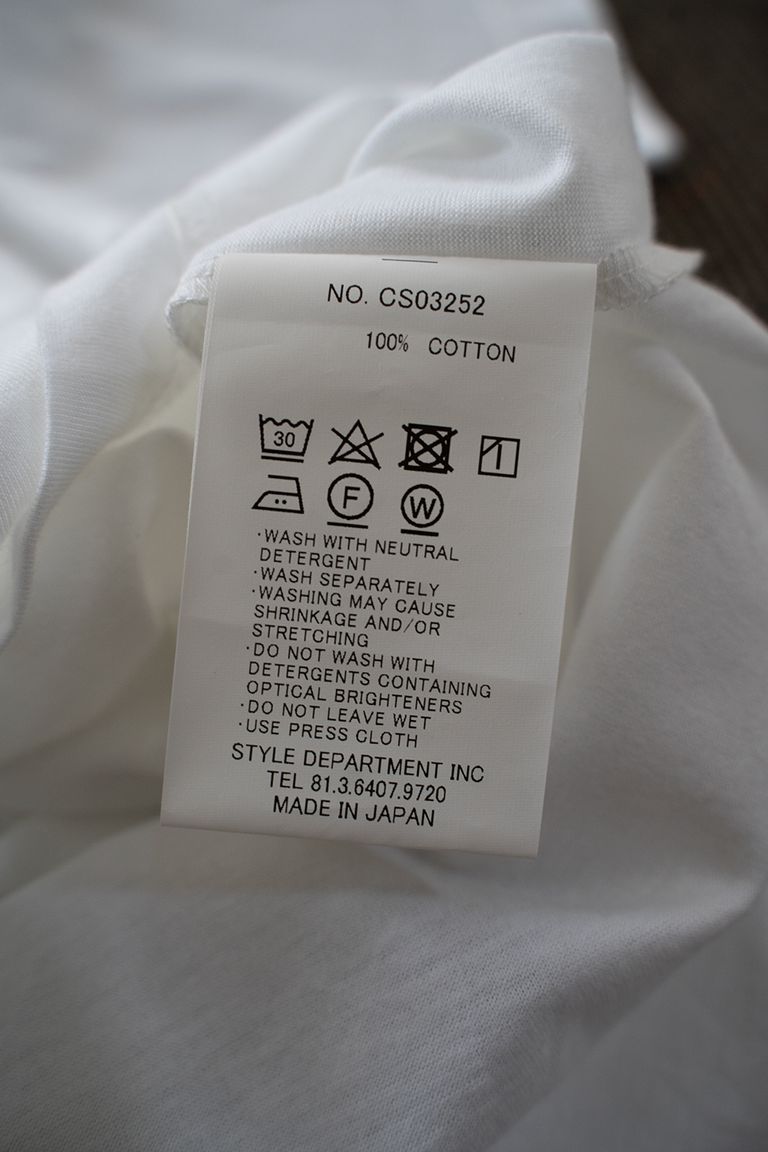 NO. CS03252
100% COTTON
30
F W
·WASH WITH NEUTRAL
DETERGENT
·WASH SEPARATELY
·WASHING MAY CAUSE
SHRINKAGE AND/OR
STRETCHING
·DO NOT WASH WITH
DETERGENTS CONTAINING
OPTICAL BRIGHTENERS
·DO NOT LEAVE WET
·USE PRESS CLOTH
STYLE DEPARTMENT INC
TEL 81.3.6407.9720
MADE IN JAPAN